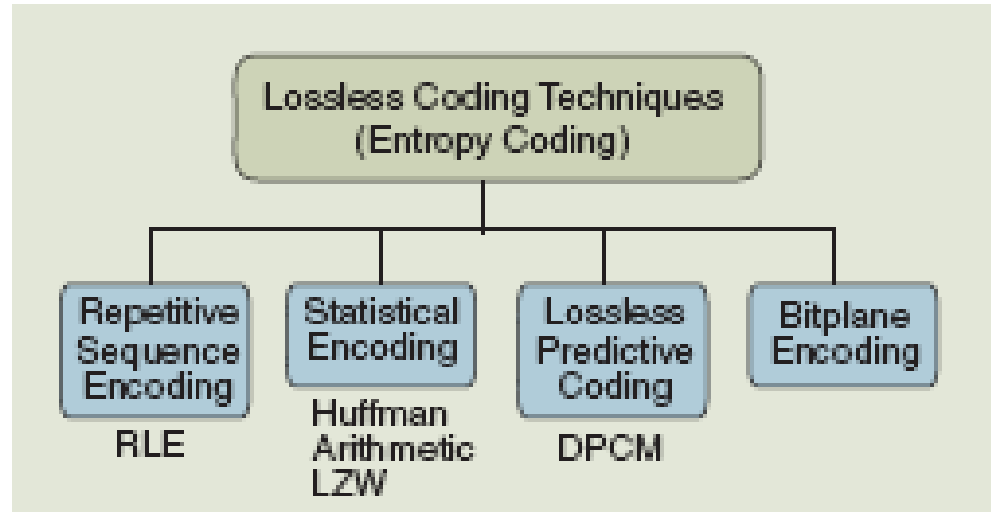 Lossless Coding Techniques
(Entropy Coding)
Repetitive
Sequence
Encoding
RLE
Statistical
Encoding
Huffman
Arithmetic
LZW
Lossless
Predictive
Coding
DPCM
Bitplane
Encoding